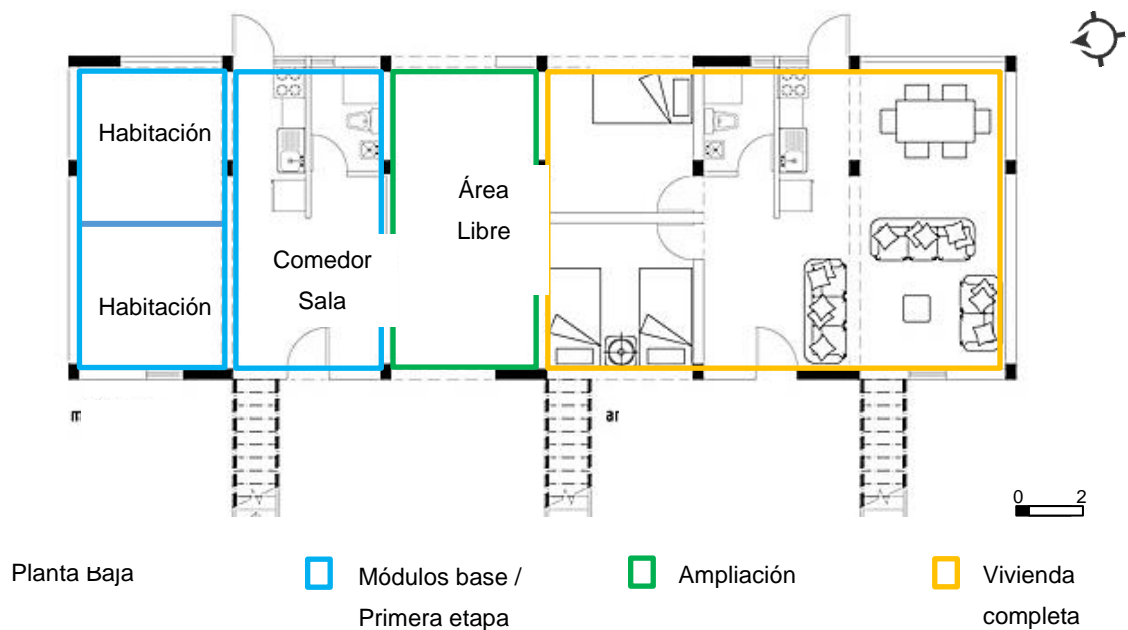 Habitación
Habitación
Comedor
Sala
Área
Libre
0 2
Planta Baja
Módulos base /
Primera etapa
Ampliación
Vivienda
completa